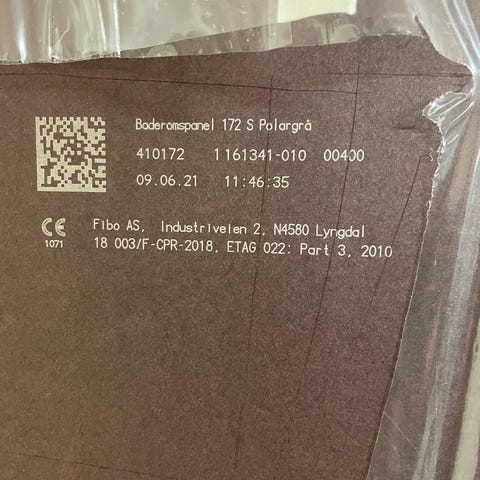 Baderomspanel 172 S Polargrå
410172 1161341-010 00400
09.06.21 11:46:35
CE
1071
Fibo AS, Industriveien 2, N4580 Lyngdal
18 003/F-CPR-2018, ETAG 022: Part 3, 2010